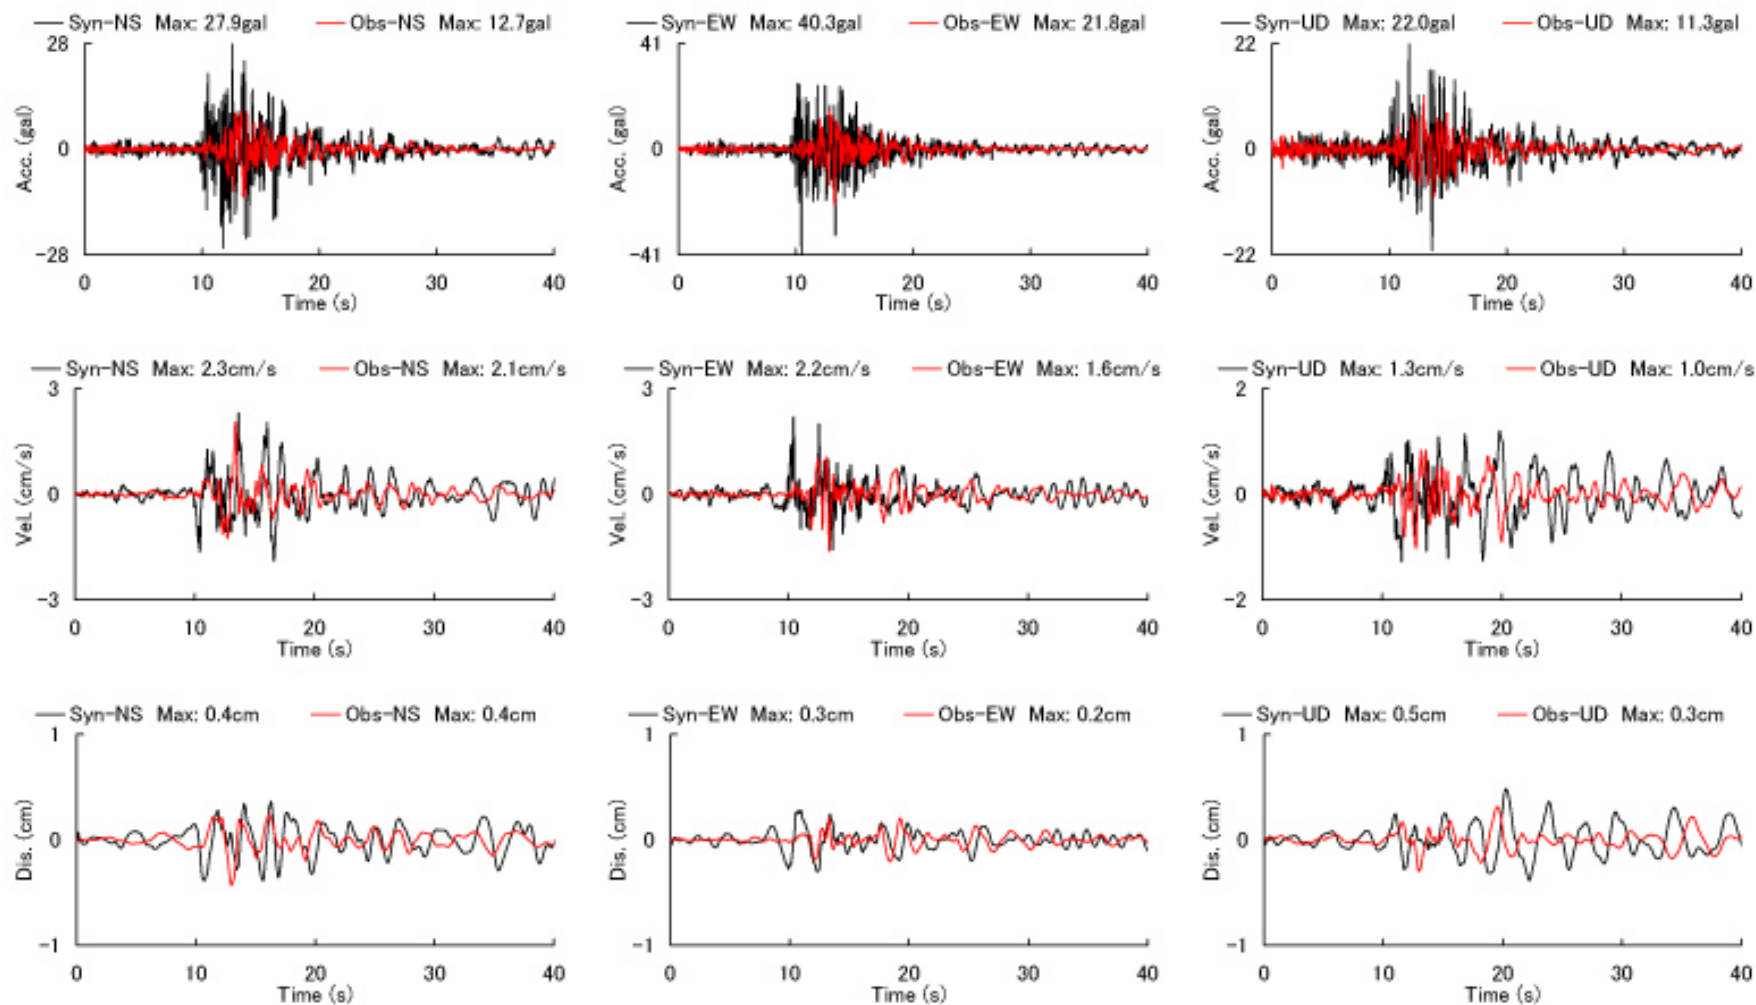 Syn-NS Max: 27.9gal Obs-NS Max: 12.7gal
28
0
-28
Acc. (gal)
0 10 20 30 40
Time (s)
Syn-EW Max: 40.3gal Obs-EW Max: 21.8gal
41
0
-41
Acc. (gal)
0 10 20 30 40
Time (s)
Syn-UD Max: 22.0gal Obs-UD Max: 11.3gal
22
0
-22
Acc. (gal)
0 10 20 30 40
Time (s)
Syn-NS Max: 2.3cm/s Obs-NS Max: 2.1cm/s
3
0
-3
Vel. (cm/s)
0 10 20 30 40
Time (s)
Syn-EW Max: 2.2cm/s Obs-EW Max: 1.6cm/s
3
0
-3
Vel. (cm/s)
0 10 20 30 40
Time (s)
Syn-UD Max: 1.3cm/s Obs-UD Max: 1.0cm/s
2
0
-2
Vel. (cm/s)
0 10 20 30 40
Time (s)
Syn-NS Max: 0.4cm Obs-NS Max: 0.4cm
1
0
-1
Dis. (cm)
0 10 20 30 40
Time (s)
Syn-EW Max: 0.3cm Obs-EW Max: 0.2cm
1
0
-1
Dis. (cm)
0 10 20 30 40
Time (s)
Syn-UD Max: 0.5cm Obs-UD Max: 0.3cm
1
0
-1
Dis. (cm)
0 10 20 30 40
Time (s)